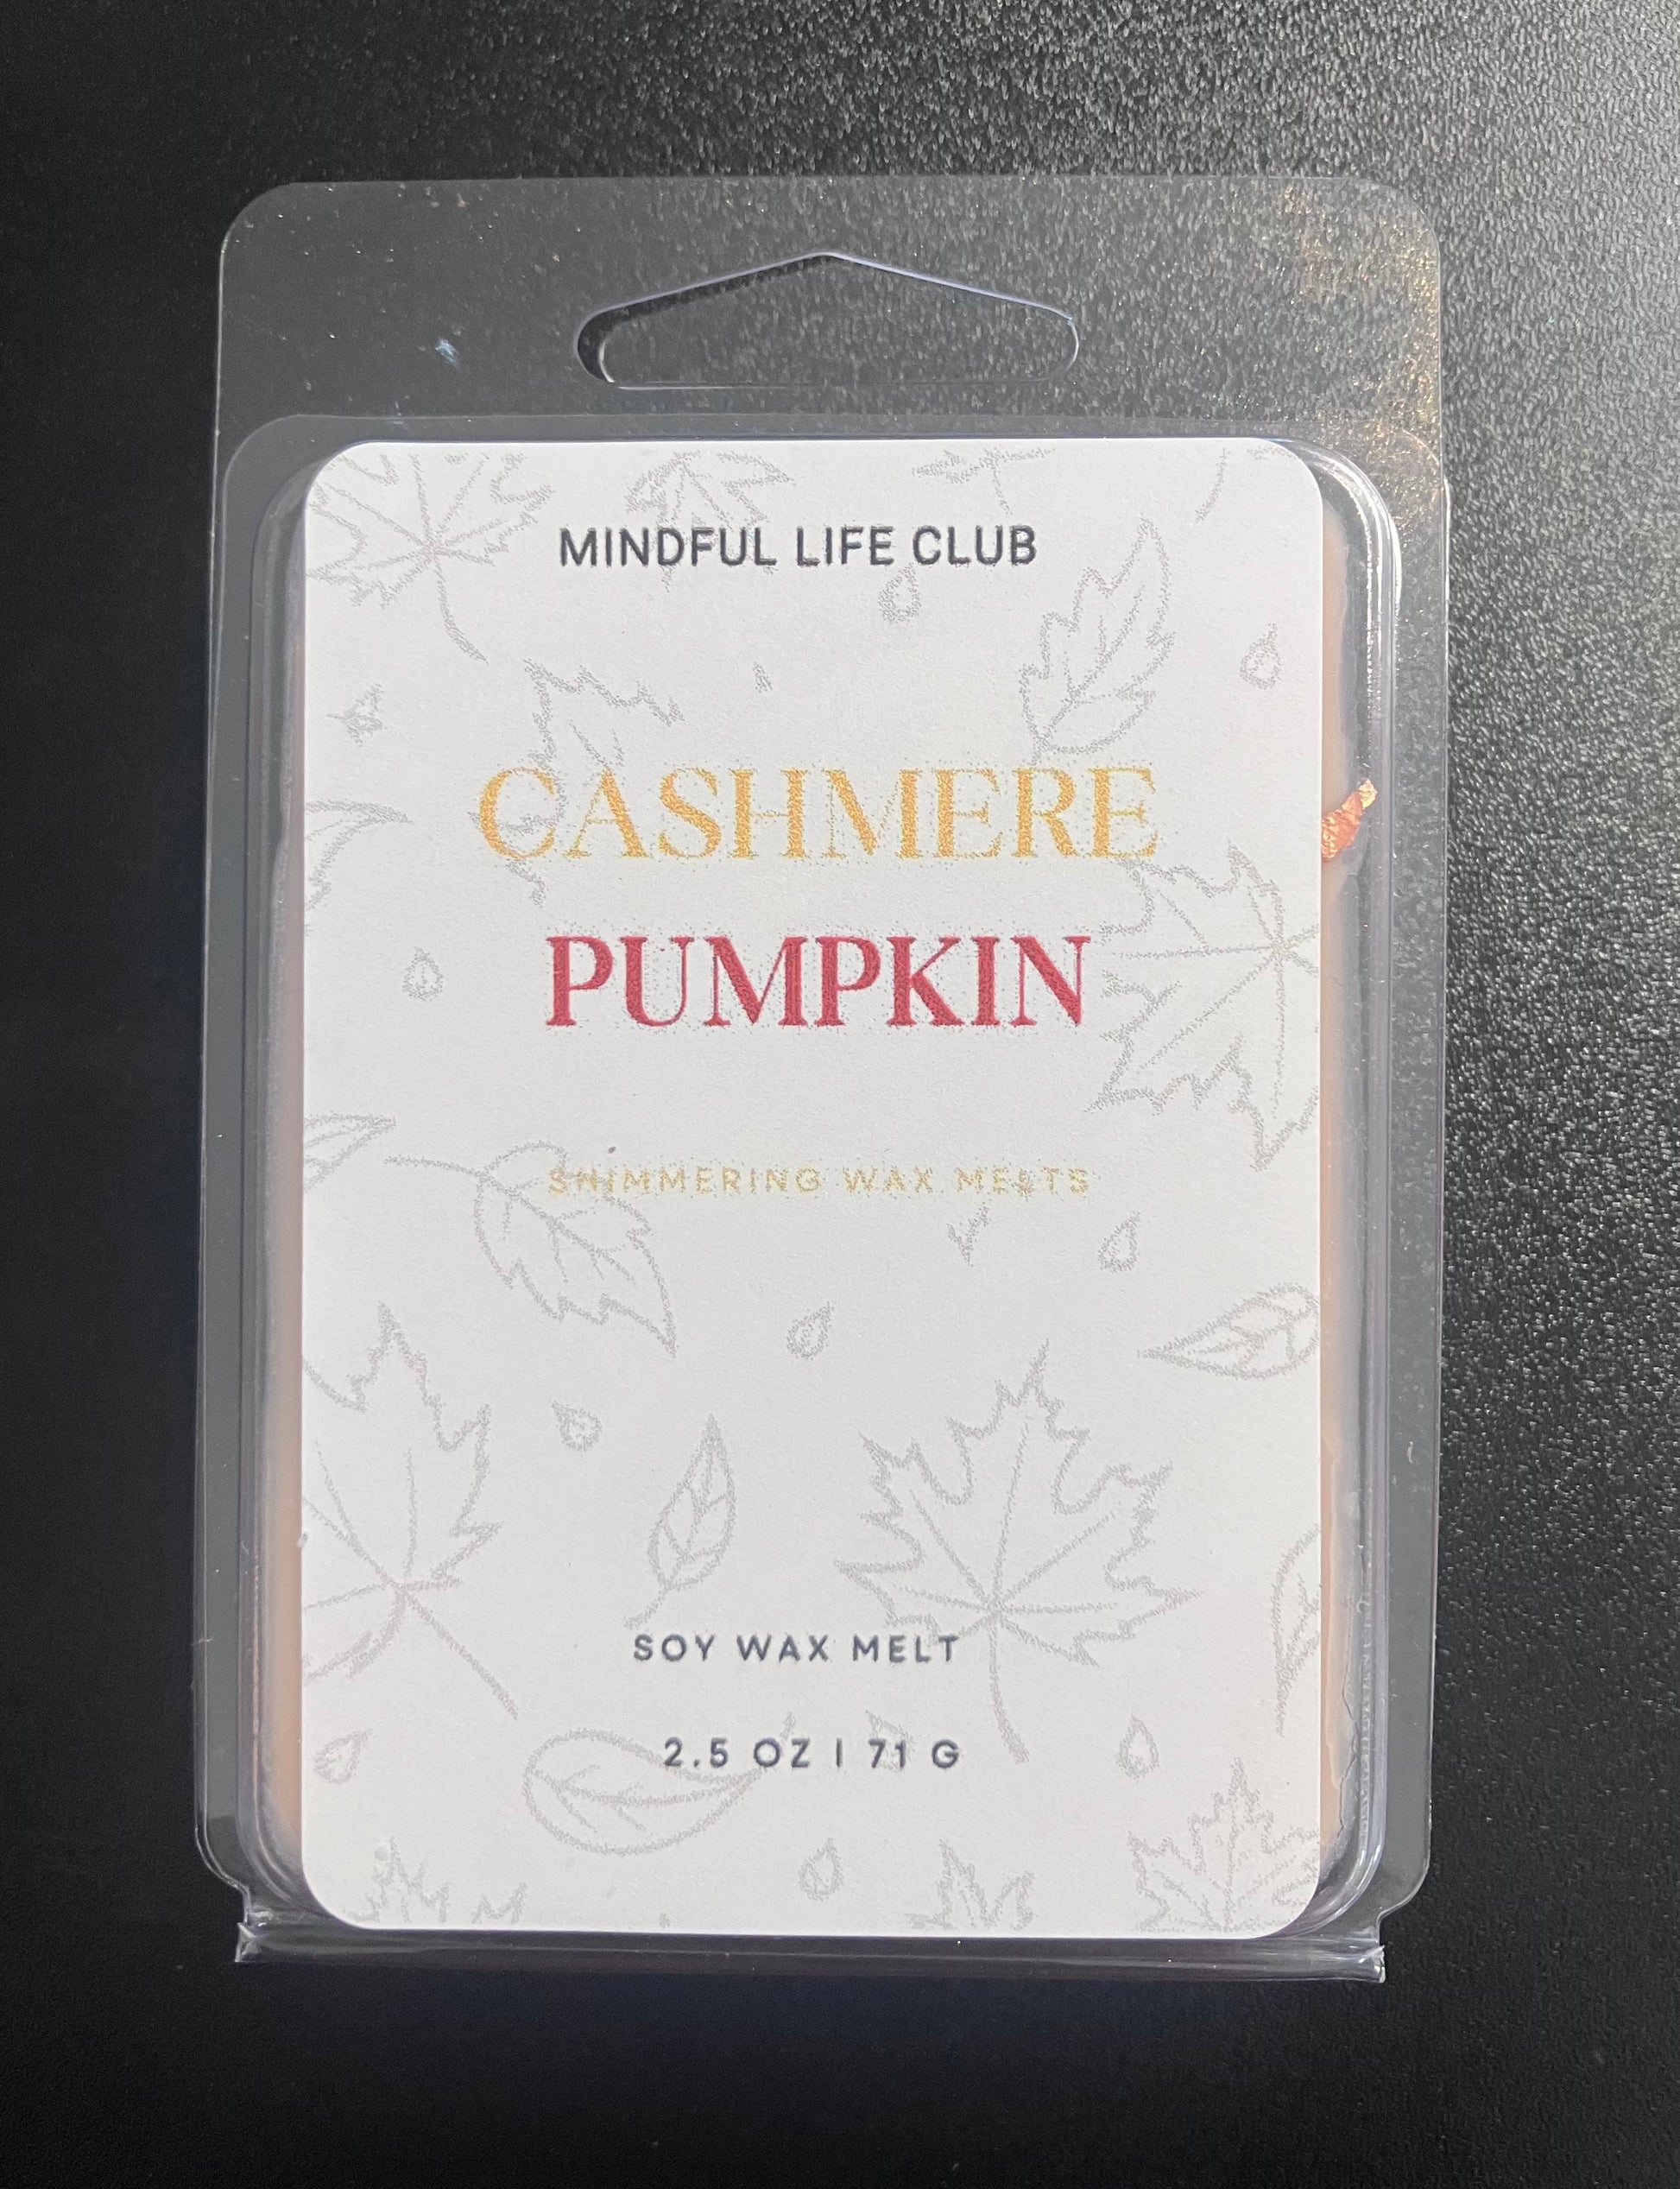 MINDFUL LIFE CLUB
CASHMERE
PUMPKIN
SHIMMERING WAX MELTS
SOY WAX MELT
2.5 OZ | 71 G